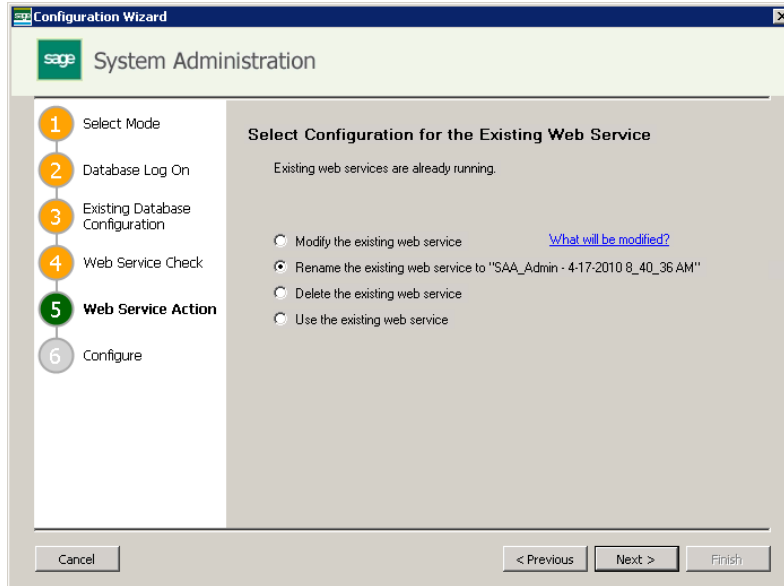 sage Configuration Wizard
sage System Administration
1 Select Mode
2 Database Log On
3 Existing Database
Configuration
4 Web Service Check
5 Web Service Action
6 Configure
Select Configuration for the Existing Web Service
Existing web services are already running.
Modify the existing web service What will be modified?
Rename the existing web service to "SAA_Admin - 4-17-2010 8_40_36 AM"
Delete the existing web service
Use the existing web service
Cancel < Previous Next > Finish